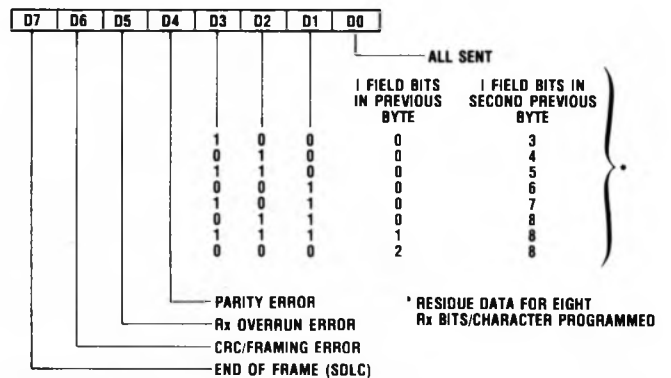 D7 D6 D5 D4 D3 D2 D1 D0
ALL SENT
I FIELD BITS IN PREVIOUS BYTE
I FIELD BITS IN SECOND PREVIOUS BYTE
1 0 0 0 3
0 1 0 0 4
1 1 0 0 5
0 0 1 0 6
1 0 1 0 7
0 1 1 0 8
1 1 1 1 8
0 0 0 2 8
*
PARITY ERROR
Rx OVERRUN ERROR
CRC/FRAMING ERROR
END OF FRAME (SDLC)
* RESIDUE DATA FOR EIGHT
Rx BITS/CHARACTER PROGRAMMED